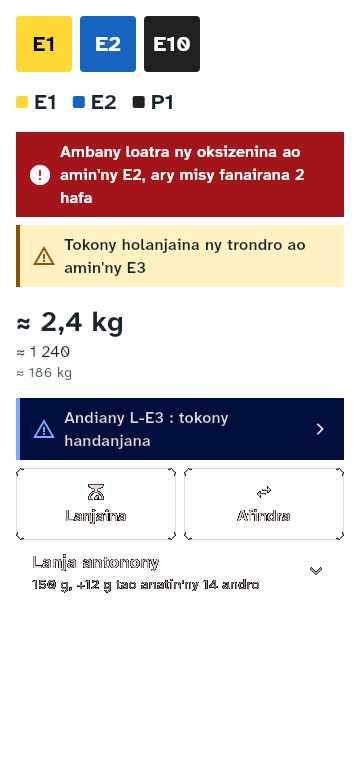 E1 E2 E10
E1 E2 P1
Ambany loatra ny oksizenina ao
amin'ny E2, ary misy fanairana 2
hafa
Tokony holanjaina ny trondro ao
amin'ny E3
≈ 2,4 kg
≈ 1 240
≈ 186 kg
Andiany L-E3 : tokony
handanjana
Lanjaina Afindra
Lanja antonony
150 g, +12 g tao anatin'ny 14 andro